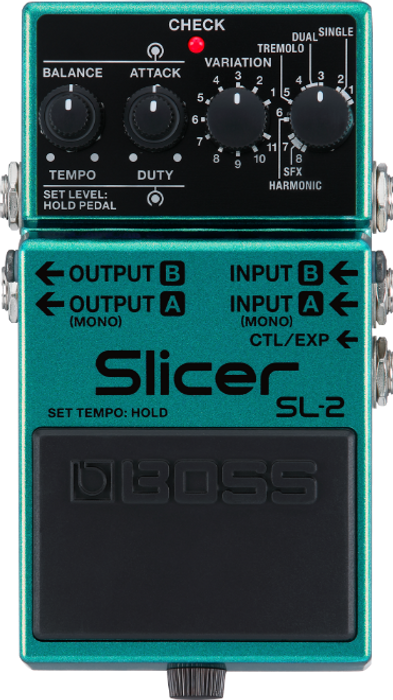 CHECK
BALANCE
ATTACK
TEMPO
DUTY
SET LEVEL:
HOLD PEDAL
VARIATION
1
2
3
4
5
6
7
8
9
10
11
TREMOLO
DUAL
SINGLE
1
2
3
4
5
6
7
8
SFX
HARMONIC
OUTPUT B
INPUT B
OUTPUT A
INPUT A
(MONO)
(MONO)
CTL/EXP
Slicer
SL-2
SET TEMPO: HOLD
BOSS